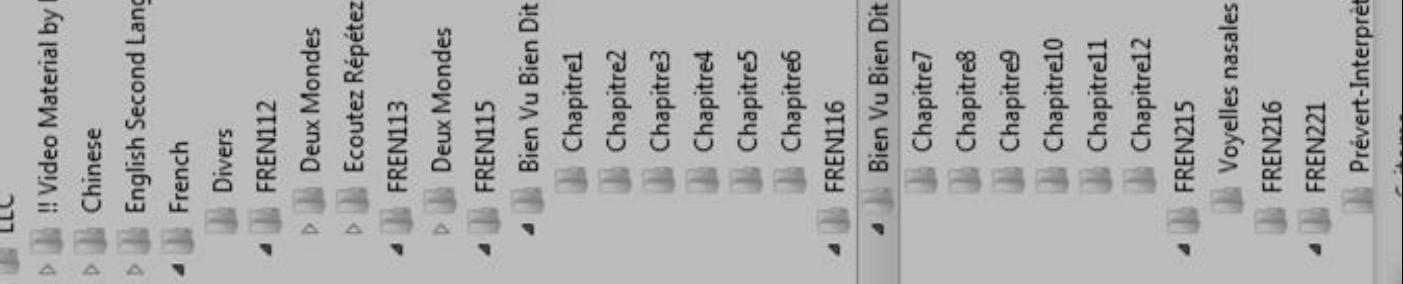 LLC
!! Video Material by
Chinese
English Second Lang
French
Divers
FREN112
Deux Mondes
Ecoutez Répétez
FREN113
Deux Mondes
FREN115
Bien Vu Bien Dit
Chapitre1
Chapitre2
Chapitre3
Chapitre4
Chapitre5
Chapitre6
FREN116
Bien Vu Bien Dit
Chapitre7
Chapitre8
Chapitre9
Chapitre10
Chapitre11
Chapitre12
FREN215
Voyelles nasales
FREN216
FREN221
Prévert-Interprèt